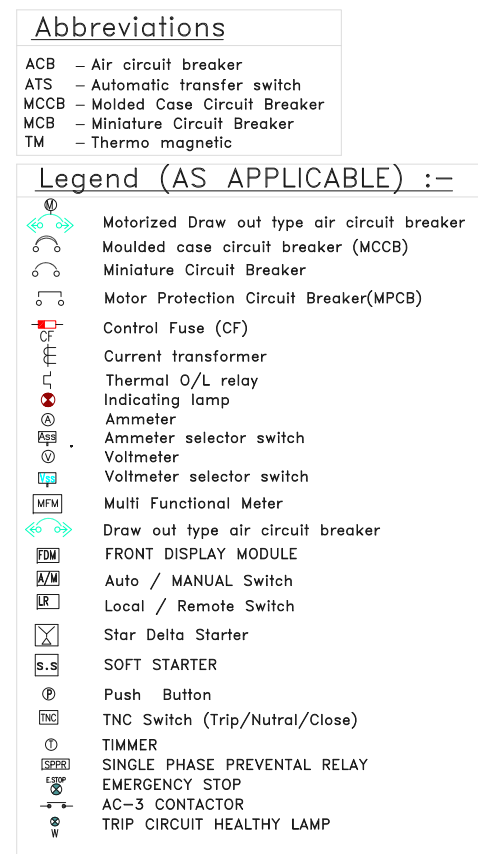 Abbreviations
ACB - Air circuit breaker
ATS - Automatic transfer switch
MCCB - Molded Case Circuit Breaker
MCB - Miniature Circuit Breaker
TM - Thermo magnetic
Legend (AS APPLICABLE) :-
M Motorized Draw out type air circuit breaker
Moulded case circuit breaker (MCCB)
Miniature Circuit Breaker
Motor Protection Circuit Breaker(MPCB)
Control Fuse (CF)
CF
Current transformer
Thermal O/L relay
Indicating lamp
A Ammeter
Ass Ammeter selector switch
V Voltmeter
Vss Voltmeter selector switch
MFM Multi Functional Meter
Draw out type air circuit breaker
FDM FRONT DISPLAY MODULE
A/M Auto / MANUAL Switch
LR Local / Remote Switch
Star Delta Starter
S.S SOFT STARTER
P Push Button
TNC TNC Switch (Trip/Nutral/Close)
T TIMMER
SPPR SINGLE PHASE PREVENTAL RELAY
E.STOP EMERGENCY STOP
AC-3 CONTACTOR
TRIP CIRCUIT HEALTHY LAMP
W